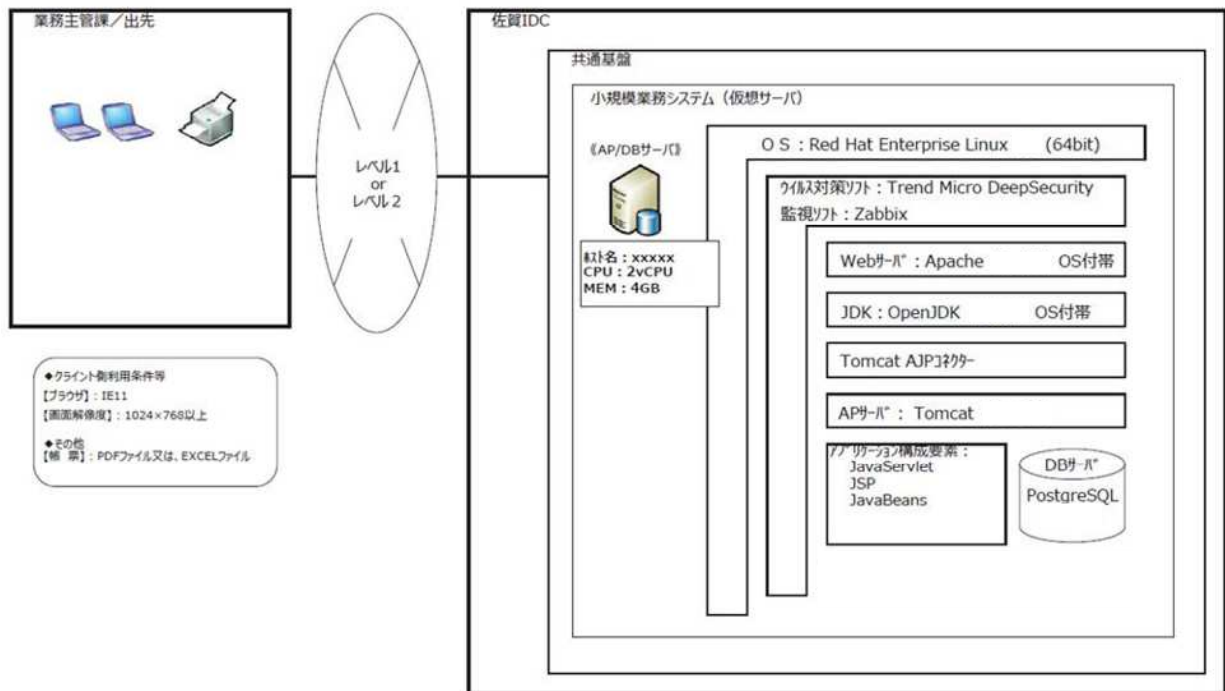 業務主管課／出先
佐賀IDC
共通基盤
小規模業務システム（仮想サーバ）
レベル1
or
レベル２
《AP/DBサーバ》
ﾎｽﾄ名：xxxxx
CPU：2vCPU
MEM：4GB
ＯＳ：Red Hat Enterprise Linux (64bit)
ｳｲﾙｽ対策ｿﾌﾄ：Trend Micro DeepSecurity
監視ｿﾌﾄ：Zabbix
Webｻｰﾊﾞ：Apache OS付帯
JDK：OpenJDK OS付帯
Tomcat AJPｺﾈｸﾀｰ
APｻｰﾊﾞ： Tomcat
ｱﾌﾟﾘｹｰｼｮﾝ構成要素：
JavaServlet
JSP
JavaBeans
DBｻｰﾊﾞ
PostgreSQL
◆クライント側利用条件等
【ブラウザ】：IE11
【画面解像度】：1024×768以上
◆その他
【帳 票】：PDFファイル又は、EXCELファイル